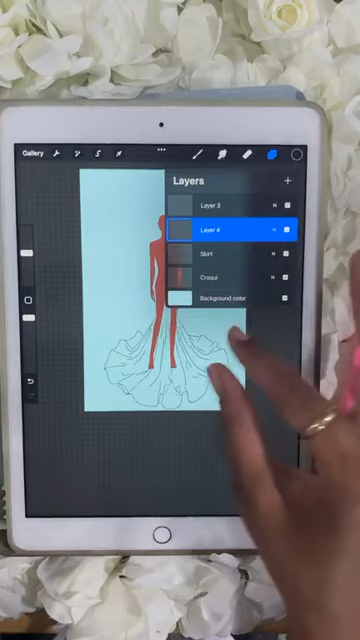 Gallery
Layers
Layer 3 N
Layer 4 N
Skirt N
Croqui N
Background color